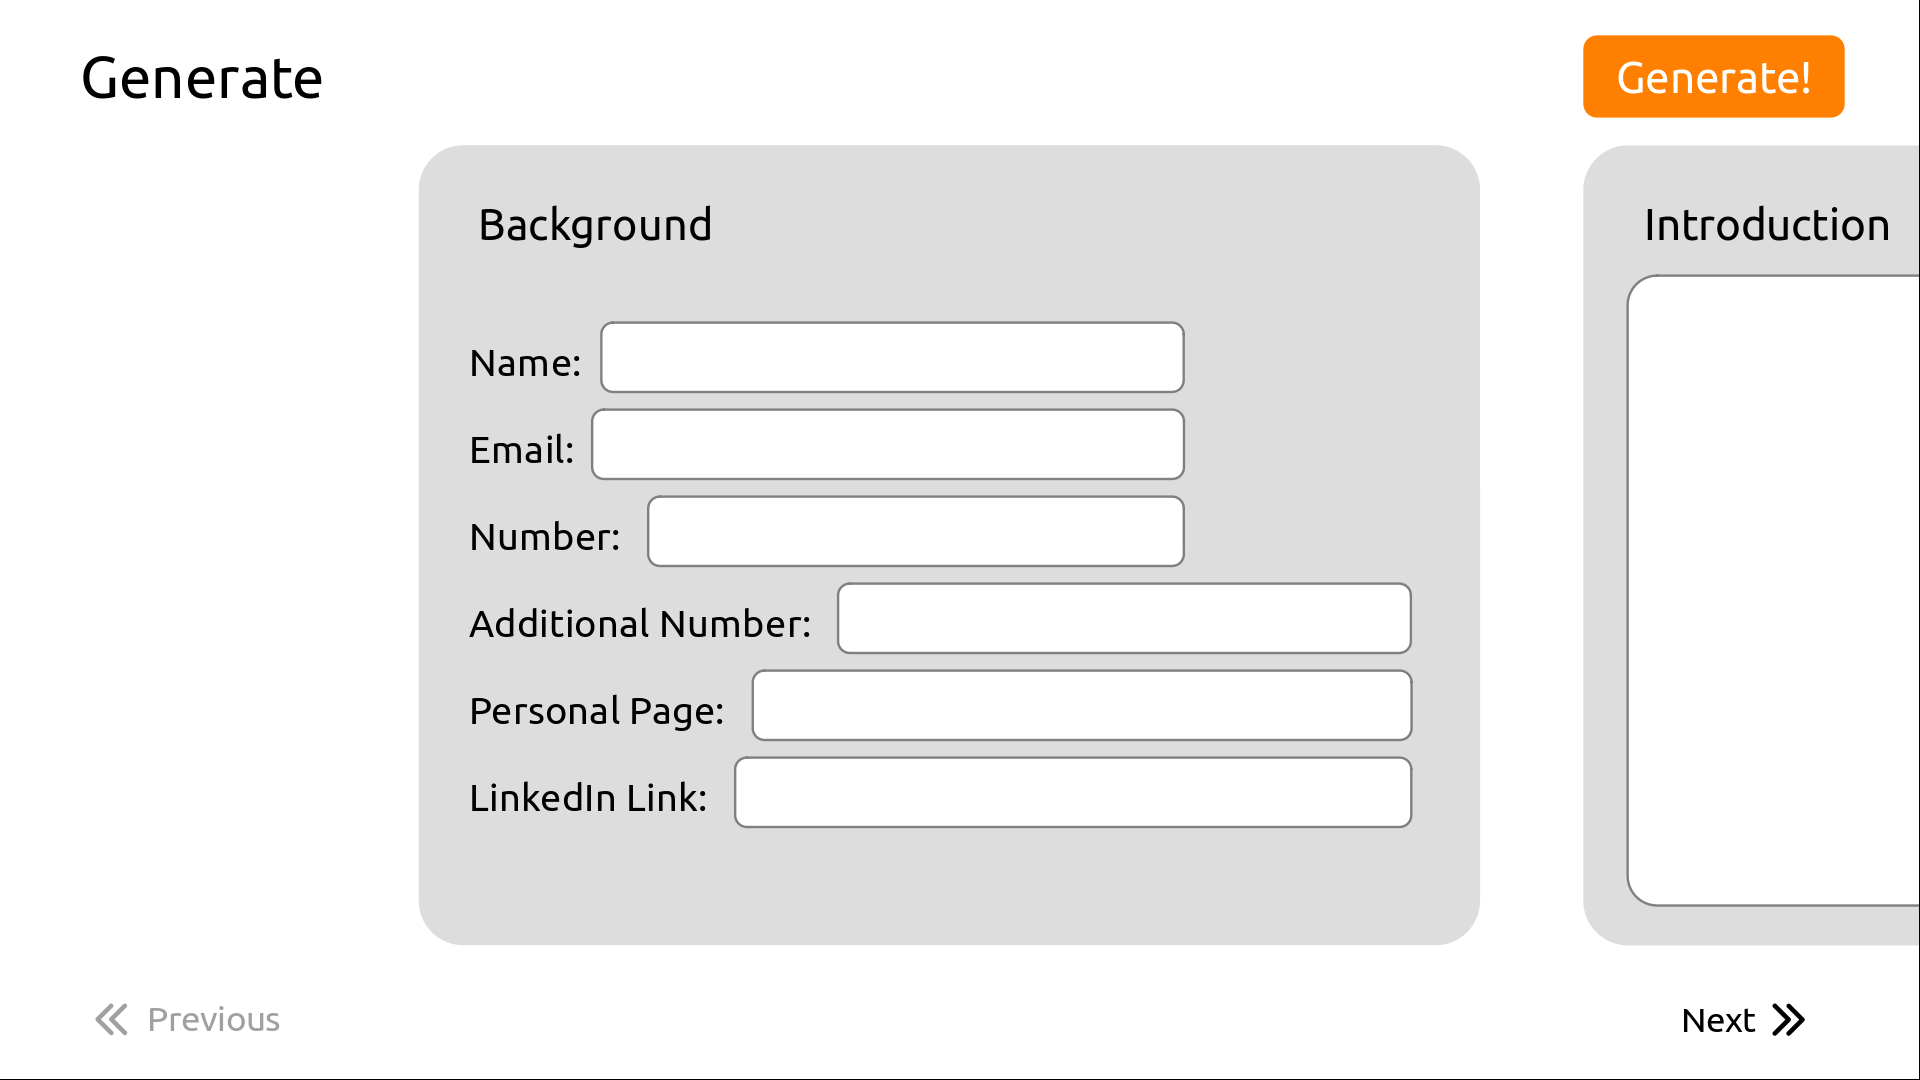 Generate
Generate!
Background
Name:
Email:
Number:
Additional Number:
Personal Page:
LinkedIn Link:
Introduction
Previous
Next